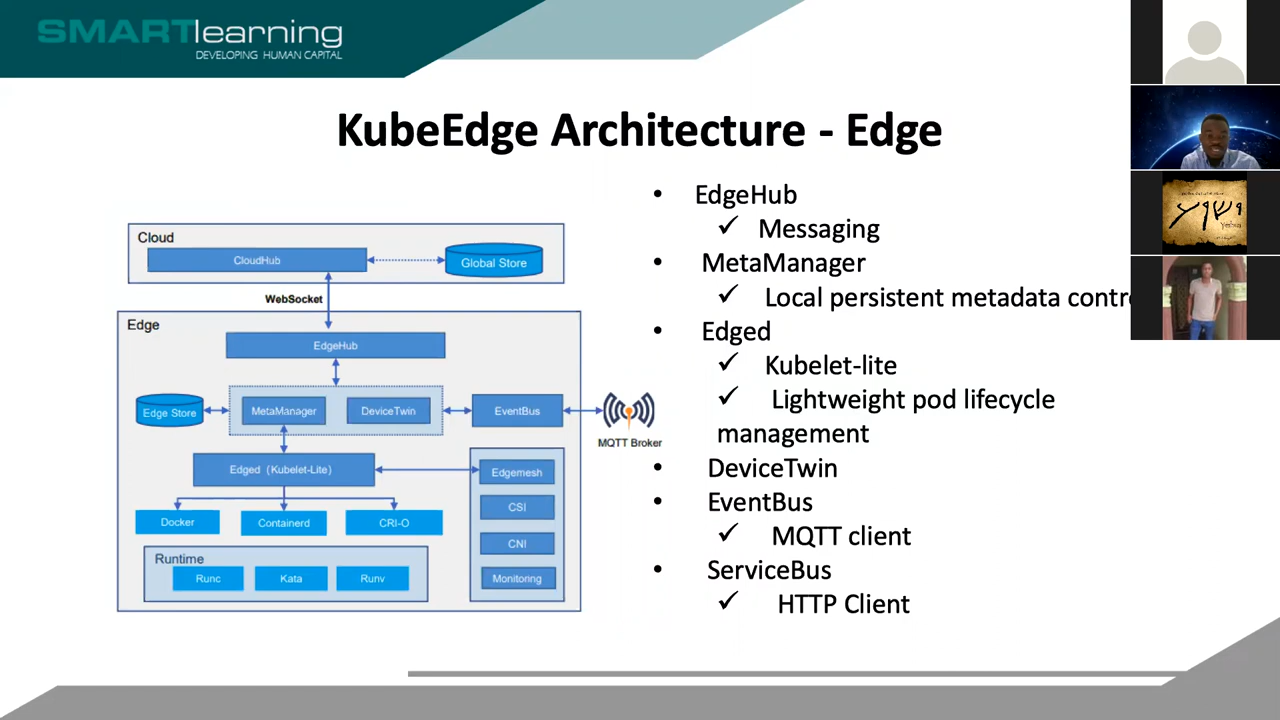 SMARTlearning
DEVELOPING HUMAN CAPITAL
KubeEdge Architecture - Edge
Cloud
CloudHub
Global Store
WebSocket
Edge
EdgeHub
Edge Store
MetaManager
DeviceTwin
EventBus
MQTT Broker
Edged (Kubelet-Lite)
Edgemesh
CSI
CNI
Monitoring
Docker
Containerd
CRI-O
Runtime
Runc
Kata
Runv
• EdgeHub
✓ Messaging
• MetaManager
✓ Local persistent metadata contr
• Edged
✓ Kubelet-lite
✓ Lightweight pod lifecycle
management
• DeviceTwin
• EventBus
✓ MQTT client
• ServiceBus
✓ HTTP Client